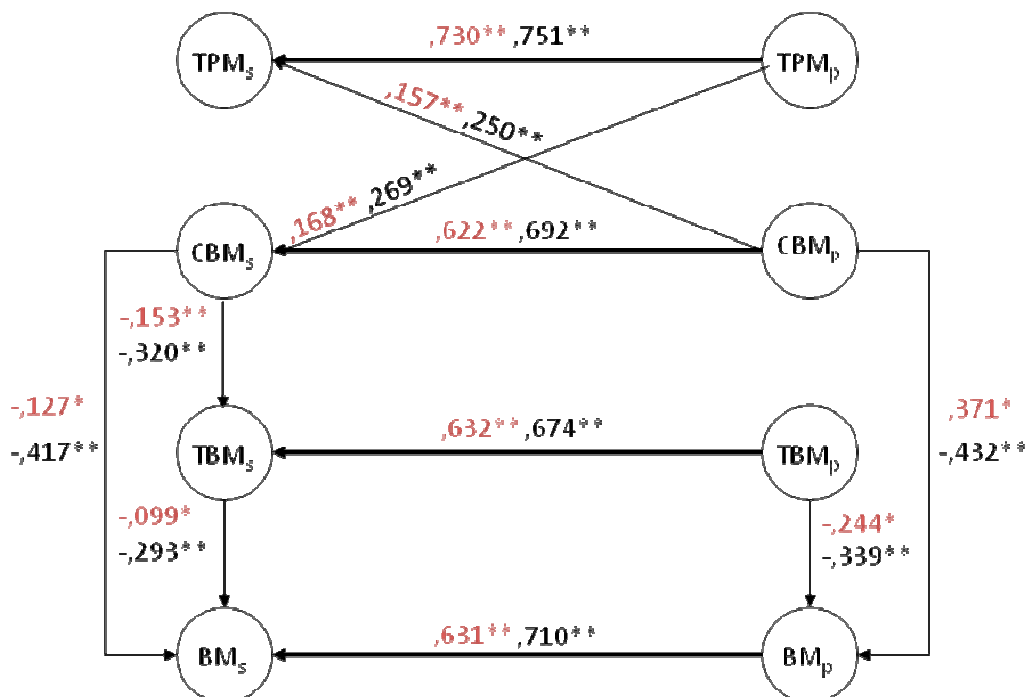 ,730**,751**
TPMs
TPMp
,157**,250**
,168**,269**
,622**,692**
CBMs
CBMp
-,153**
-,320**
-,127*
-,417**
,371*
-,432**
,632**,674**
TBMs
TBMp
-,099*
-,293**
-,244*
-,339**
,631**,710**
BMs
BMp